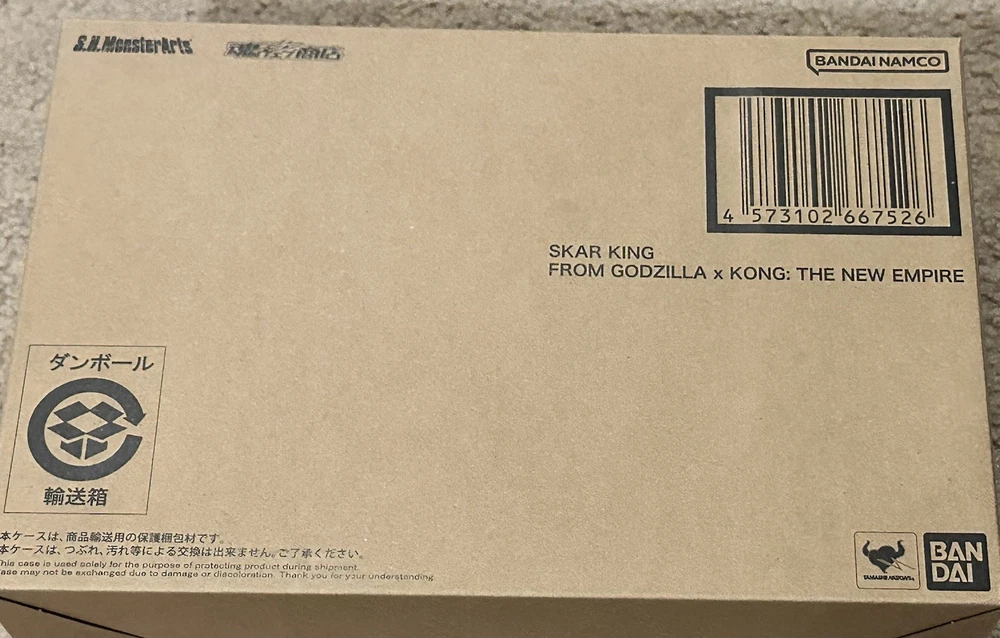 S.H.MonsterArts
魂ウェブ商店
BANDAI NAMCO
4 573102 667526
SKAR KING
FROM GODZILLA x KONG: THE NEW EMPIRE
ダンボール
輸送箱
本ケースは、商品輸送用の保護梱包材です。
本ケースは、つぶれ、汚れ等による交換は出来ません。ご了承ください。
This case is used solely for the purpose of protecting product during shipment.
Case may not be exchanged due to damage or discoloration. Thank you for your understanding.
TAMASHII NATIONS
BAN
DAI